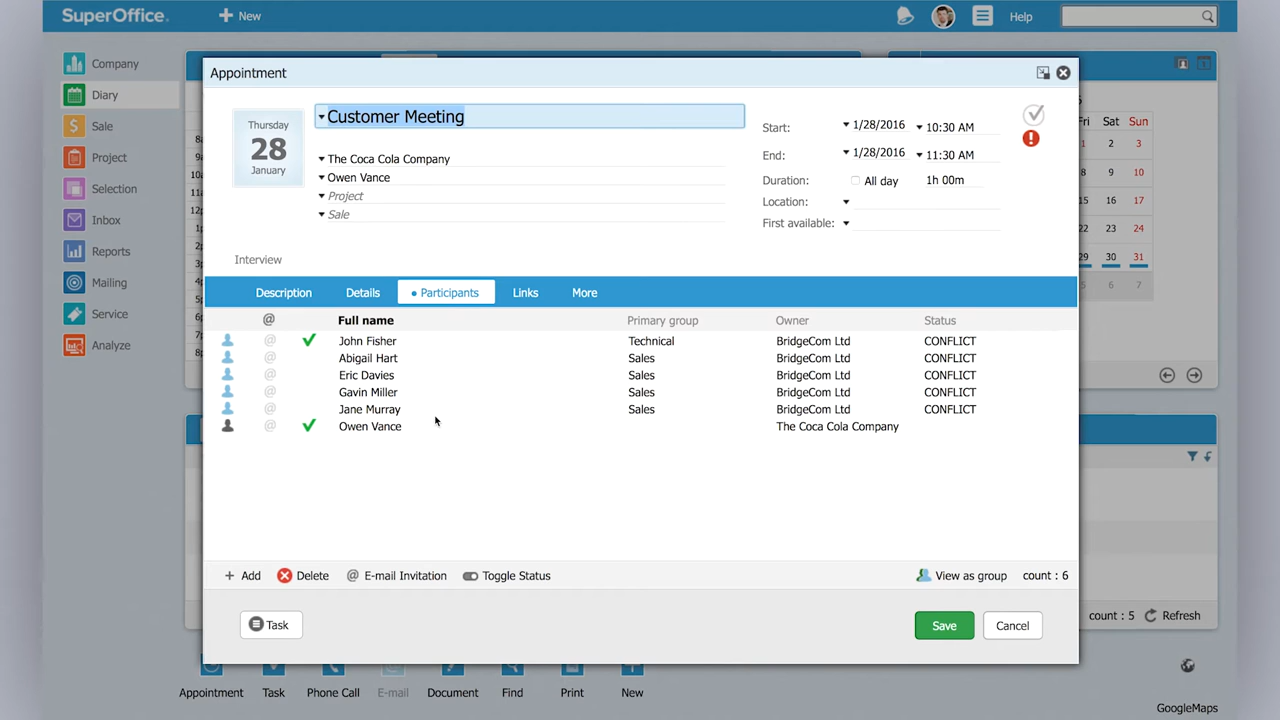 SuperOffice.
New
Help
Company
Diary
Sale
Project
Selection
Inbox
Reports
Mailing
Service
Analyze
Appointment
Thursday
28
January
Customer Meeting
The Coca Cola Company
Owen Vance
Project
Sale
Start: 1/28/2016 10:30 AM
End: 1/28/2016 11:30 AM
Duration: All day 1h 00m
Location:
First available:
Interview
Description Details Participants Links More
@ Full name Primary group Owner Status
@ John Fisher Technical BridgeCom Ltd CONFLICT
@ Abigail Hart Sales BridgeCom Ltd CONFLICT
@ Eric Davies Sales BridgeCom Ltd CONFLICT
@ Gavin Miller Sales BridgeCom Ltd CONFLICT
@ Jane Murray Sales BridgeCom Ltd CONFLICT
@ Owen Vance The Coca Cola Company
+ Add Delete @ E-mail Invitation Toggle Status View as group count : 6
Task Save Cancel
Fri Sat Sun
1 2 3
8 9 10
15 16 17
22 23 24
29 30 31
5 6 7
count : 5 Refresh
Appointment Task Phone Call E-mail Document Find Print New
GoogleMaps